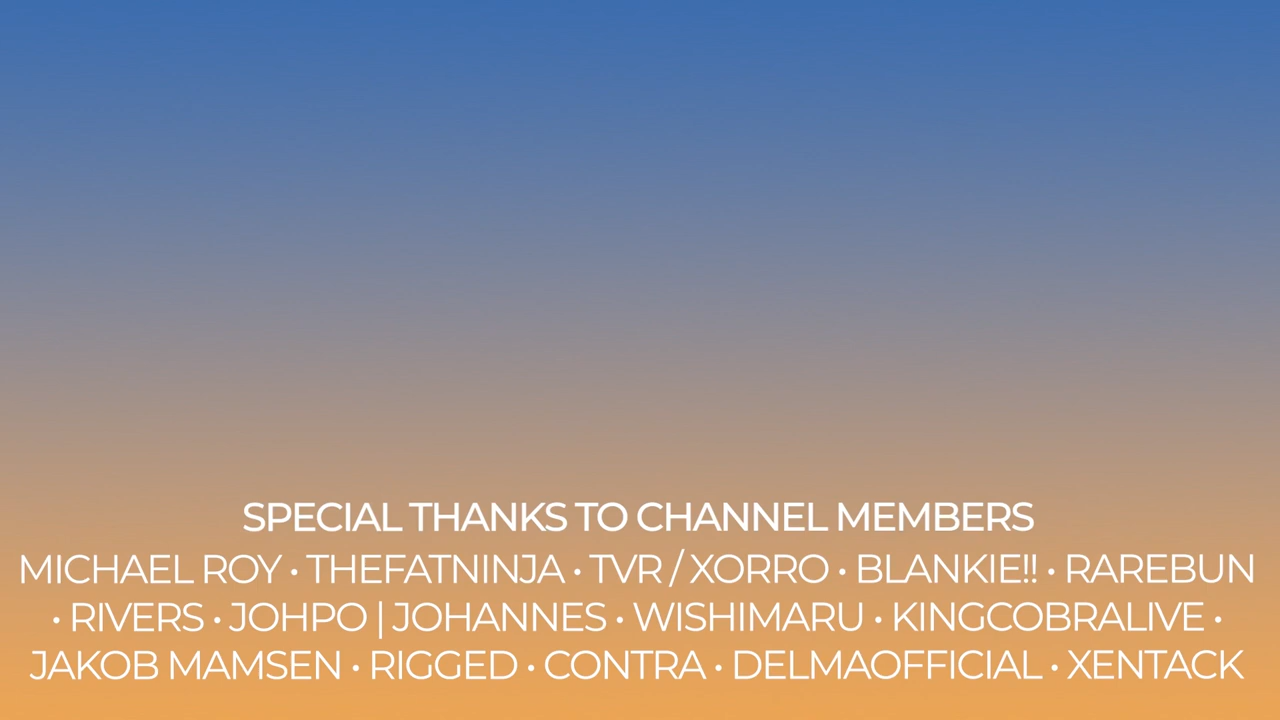 SPECIAL THANKS TO CHANNEL MEMBERS
MICHAEL ROY • THEFATNINJA • TVR / XORRO • BLANKIE!! • RAREBUN
• RIVERS • JOHPO | JOHANNES • WISHIMARU • KINGCOBRALIVE •
JAKOB MAMSEN • RIGGED • CONTRA • DELMAOFFICIAL • XENTACK